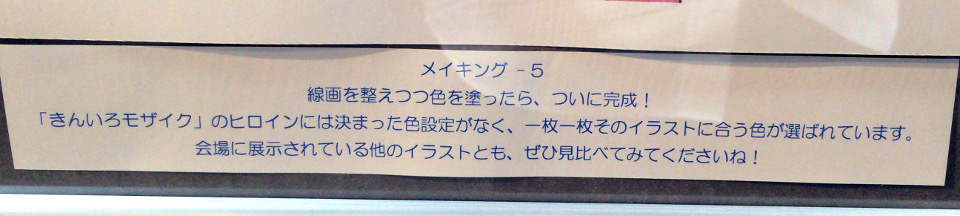 メイキング -５
線画を整えつつ色を塗ったら、ついに完成！
「きんいろモザイク」のヒロインには決まった色設定がなく、一枚一枚そのイラストに合う色が選ばれています。
会場に展示されている他のイラストとも、ぜひ見比べてみてくださいね！